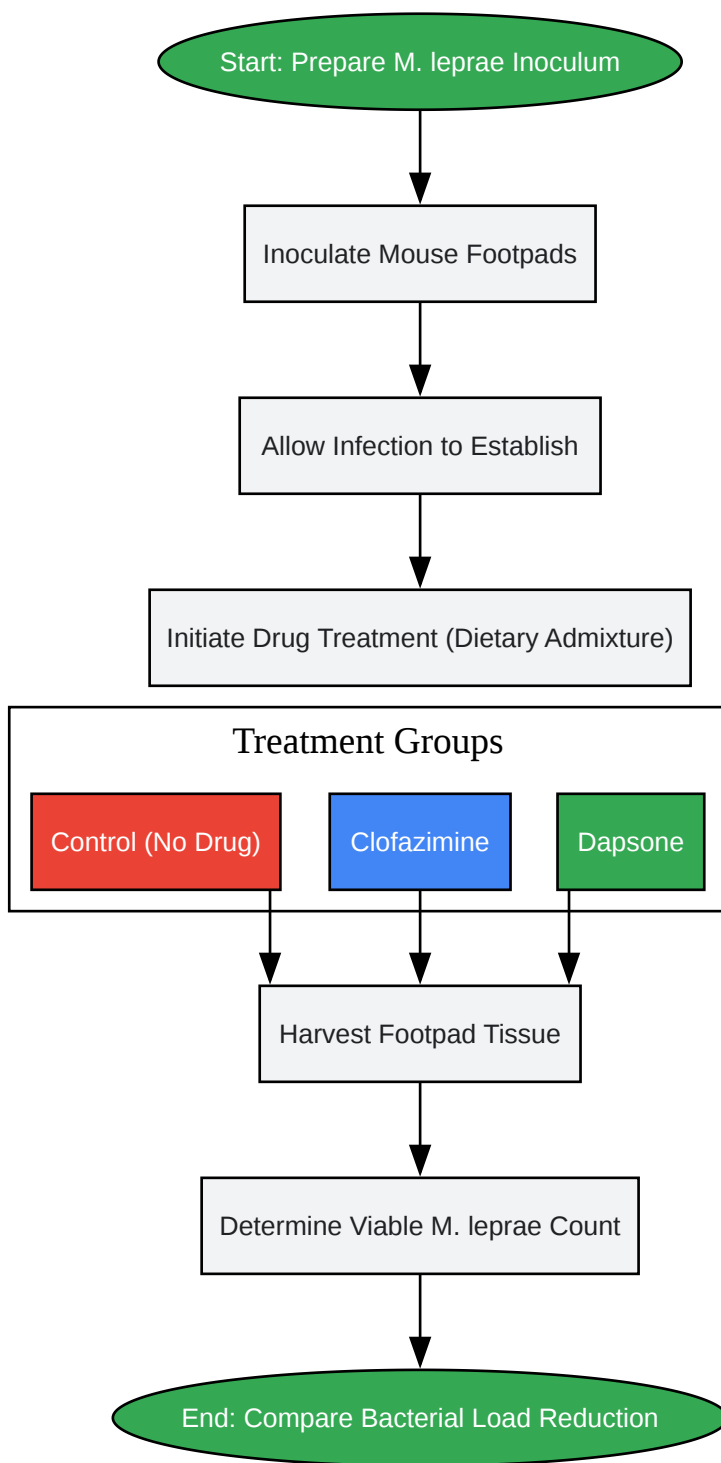 Start: Prepare M. leprae Inoculum
Inoculate Mouse Footpads
Allow Infection to Establish
Initiate Drug Treatment (Dietary Admixture)
Treatment Groups
Control (No Drug)
Clofazimine
Dapsone
Harvest Footpad Tissue
Determine Viable M. leprae Count
End: Compare Bacterial Load Reduction